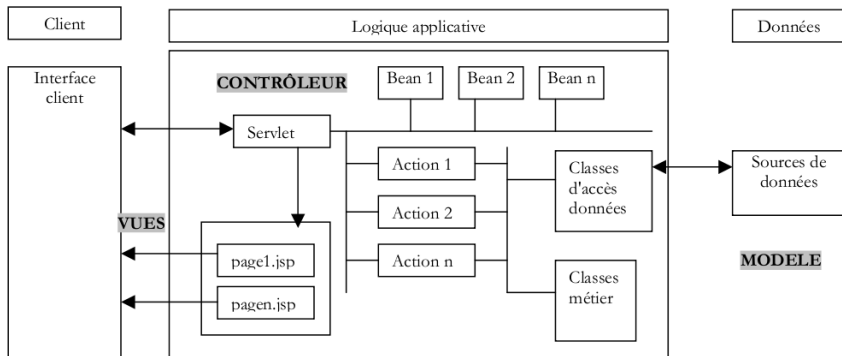 Client
Logique applicative
Données
Interface
client
CONTRÔLEUR
Bean 1
Bean 2
Bean n
Servlet
Action 1
Action 2
Action n
Classes
d'accès
données
Sources de
données
VUES
page1.jsp
pagen.jsp
Classes
métier
MODELE